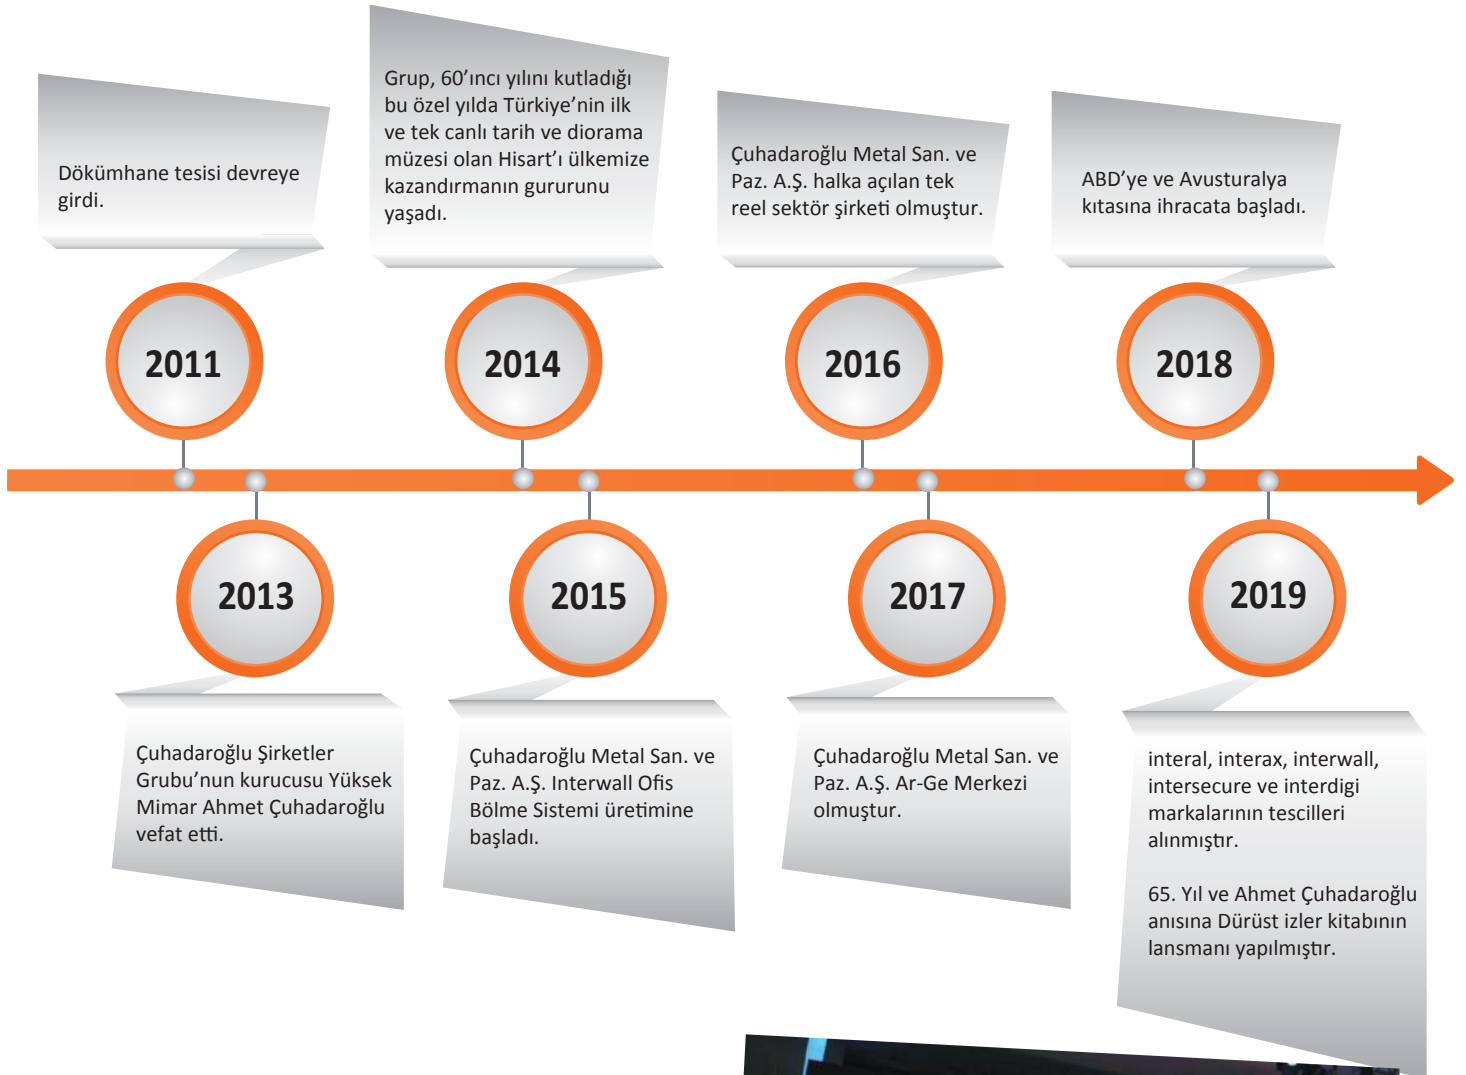 Dökümhane tesisi devreye
girdi.
2011
Grup, 60’ıncı yılını kutladığı
bu özel yılda Türkiye’nin ilk
ve tek canlı tarih ve diorama
müzesi olan Hisart’ı ülkemize
kazandırmanın gururunu
yaşadı.
2014
Çuhadaroğlu Metal San. ve
Paz. A.Ş. halka açılan tek
reel sektör şirketi olmuştur.
2016
ABD’ye ve Avusturalya
kıtasına ihracata başladı.
2018
2013
Çuhadaroğlu Şirketler
Grubu’nun kurucusu Yüksek
Mimar Ahmet Çuhadaroğlu
vefat etti.
2015
Çuhadaroğlu Metal San. ve
Paz. A.Ş. Interwall Ofis
Bölme Sistemi üretimine
başladı.
2017
Çuhadaroğlu Metal San. ve
Paz. A.Ş. Ar-Ge Merkezi
olmuştur.
2019
interal, interax, interwall,
intersecure ve interdigi
markalarının tescilleri
alınmıştır.
65. Yıl ve Ahmet Çuhadaroğlu
anısına Dürüst izler kitabının
lansmanı yapılmıştır.